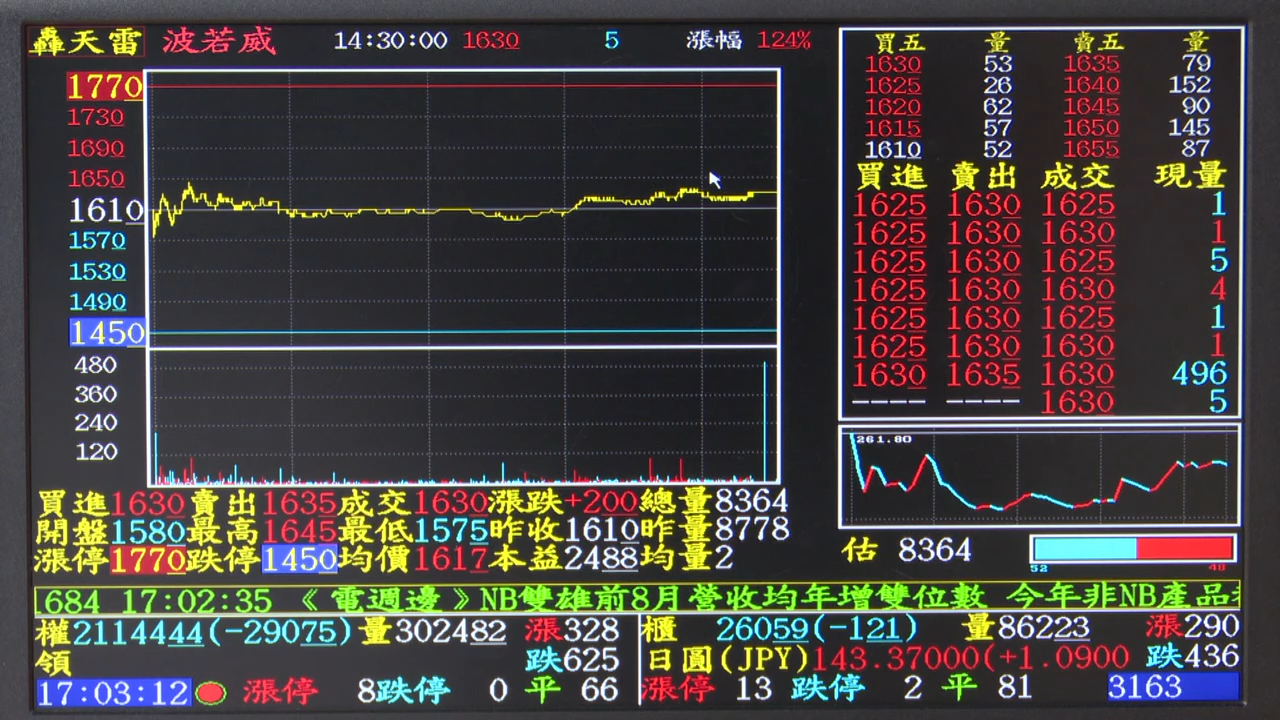 轟天雷 波若威 14:30:00 1630 5 漲幅 124%
1770
1730
1690
1650
1610
1570
1530
1490
1450
480
360
240
120
買五 量 賣五 量
1630 53 1635 79
1625 26 1640 152
1620 62 1645 90
1615 57 1650 145
1610 52 1655 87
買進 賣出 成交 現量
1625 1630 1625 1
1625 1630 1630 1
1625 1630 1630 5
1625 1630 1630 4
1625 1630 1625 1
1625 1630 1630 1
1630 1635 1630 496
---- ---- 1630 5
261.80
估 8364
52 48
買進1630賣出1635成交1630漲跌+200總量8364
開盤1580最高1645最低1575昨收1610昨量8778
漲停1770跌停1450均價1617本益2488均量2
.684 17:02:35 《電週邊》NB雙雄前8月營收均年增雙位數 今年非NB產品
權2114444(-29075)量302482 漲328
領 跌625
17:03:12 漲停 8跌停 0 平 66
櫃 26059(-121) 量86223 漲290
日圓(JPY)143.37000(+1.0900 跌436
漲停 13 跌停 2 平 81 3163